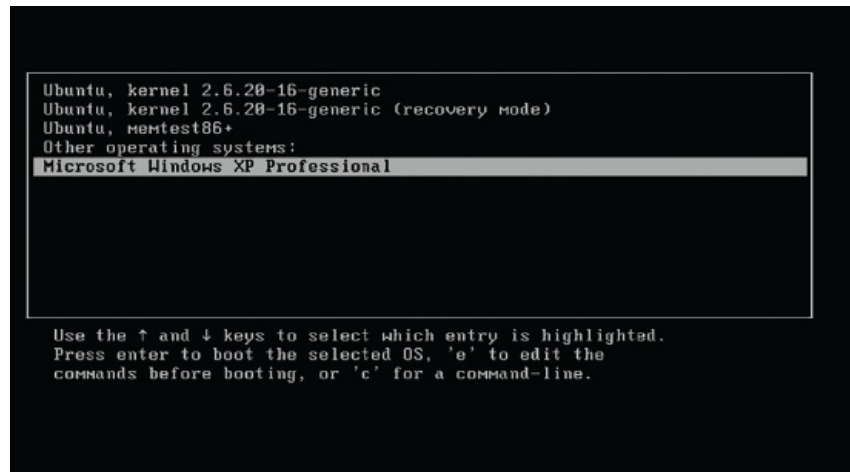 Ubuntu, kernel 2.6.20-16-generic
Ubuntu, kernel 2.6.20-16-generic (recovery mode)
Ubuntu, memtest86+
Other operating systems:
Microsoft Windows XP Professional
Use the ↑ and ↓ keys to select which entry is highlighted.
Press enter to boot the selected OS, 'e' to edit the
commands before booting, or 'c' for a command-line.